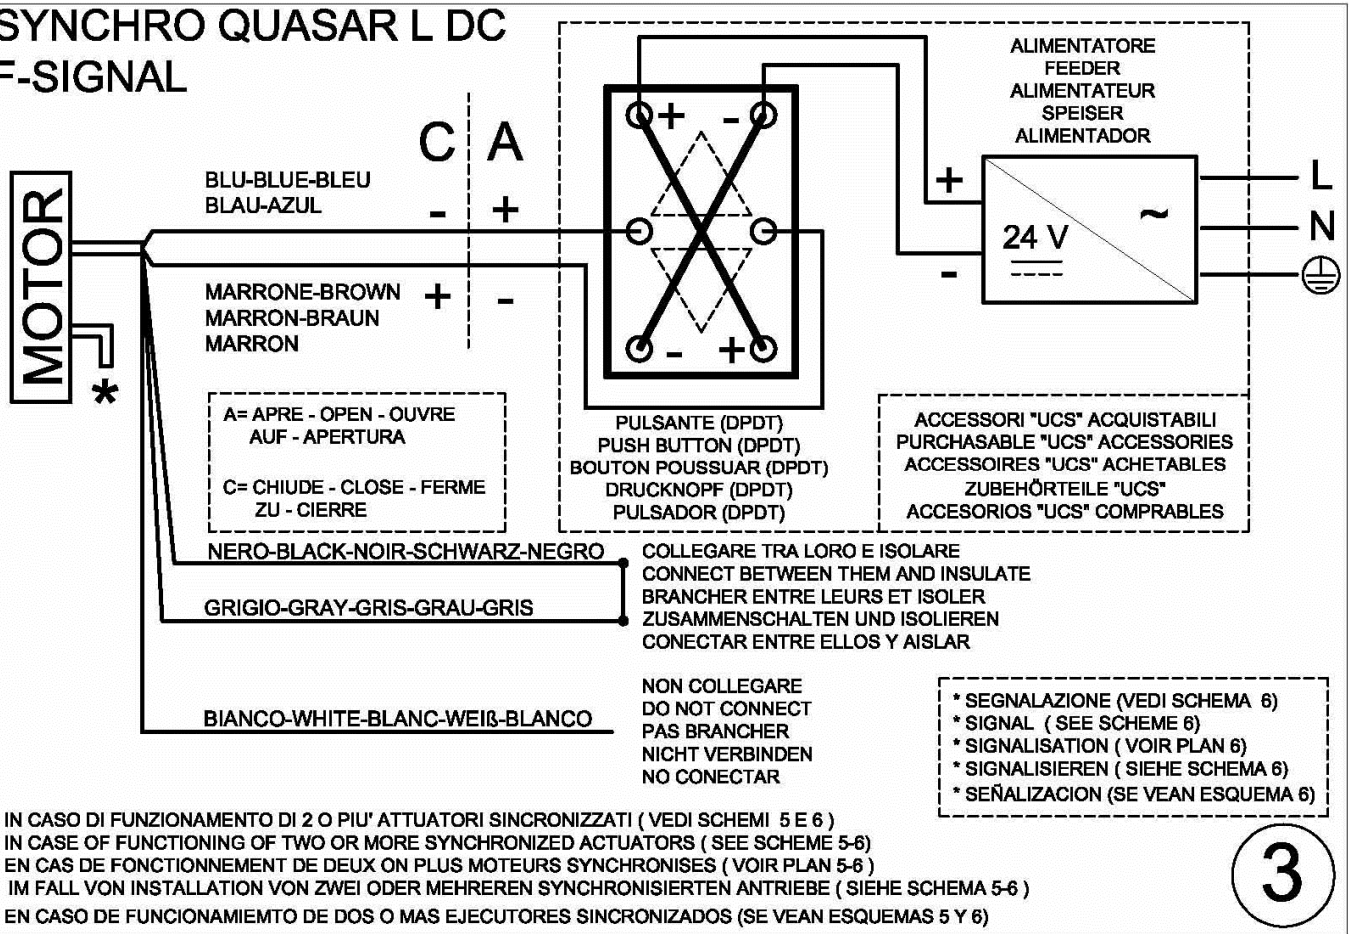 SYNCHRO QUASAR L DC
F-SIGNAL
MOTOR
*
C A
BLU-BLUE-BLEU
BLAU-AZUL
- +
MARRONE-BROWN
MARRON-BRAUN
MARRON
+ -
A= APRE - OPEN - OUVRE
AUF - APERTURA
C= CHIUDE - CLOSE - FERME
ZU - CIERRE
+ -
- +
PULSANTE (DPDT)
PUSH BUTTON (DPDT)
BOUTON POUSSUAR (DPDT)
DRUCKNOPF (DPDT)
PULSADOR (DPDT)
ALIMENTATORE
FEEDER
ALIMENTATEUR
SPEISER
ALIMENTADOR
+
-
24 V
~
L
N
ACCESSORI "UCS" ACQUISTABILI
PURCHASABLE "UCS" ACCESSORIES
ACCESSOIRES "UCS" ACHETABLES
ZUBEHÖRTEILE "UCS"
ACCESORIOS "UCS" COMPRABLES
NERO-BLACK-NOIR-SCHWARZ-NEGRO
GRIGIO-GRAY-GRIS-GRAU-GRIS
COLLEGARE TRA LORO E ISOLARE
CONNECT BETWEEN THEM AND INSULATE
BRANCHER ENTRE LEURS ET ISOLER
ZUSAMMENSCHALTEN UND ISOLIEREN
CONECTAR ENTRE ELLOS Y AISLAR
BIANCO-WHITE-BLANC-WEIß-BLANCO
NON COLLEGARE
DO NOT CONNECT
PAS BRANCHER
NICHT VERBINDEN
NO CONECTAR
* SEGNALAZIONE (VEDI SCHEMA 6)
* SIGNAL ( SEE SCHEME 6)
* SIGNALISATION ( VOIR PLAN 6)
* SIGNALISIEREN ( SIEHE SCHEMA 6)
* SEÑALIZACION (SE VEAN ESQUEMA 6)
IN CASO DI FUNZIONAMENTO DI 2 O PIU' ATTUATORI SINCRONIZZATI ( VEDI SCHEMI 5 E 6 )
IN CASE OF FUNCTIONING OF TWO OR MORE SYNCHRONIZED ACTUATORS ( SEE SCHEME 5-6)
EN CAS DE FONCTIONNEMENT DE DEUX ON PLUS MOTEURS SYNCHRONISES ( VOIR PLAN 5-6 )
IM FALL VON INSTALLATION VON ZWEI ODER MEHREREN SYNCHRONISIERTEN ANTRIEBE ( SIEHE SCHEMA 5-6 )
EN CASO DE FUNCIONAMIEMTO DE DOS O MAS EJECUTORES SINCRONIZADOS (SE VEAN ESQUEMAS 5 Y 6)
3